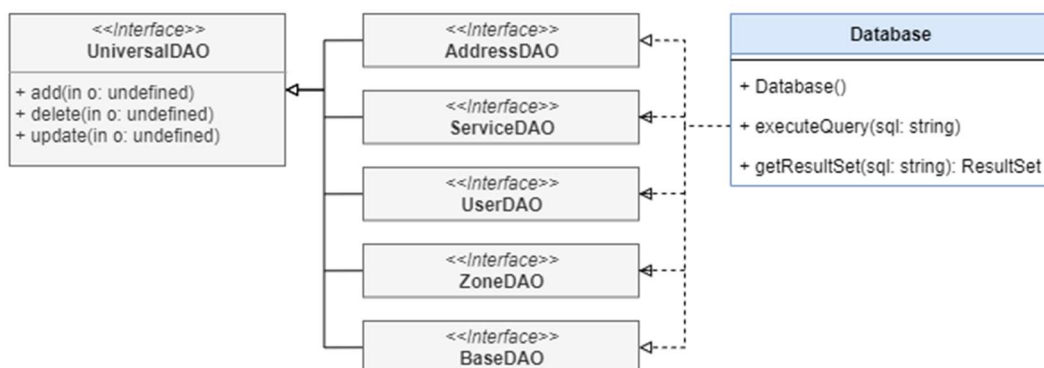 <<Interface>>
UniversalDAO
+ add(in o: undefined)
+ delete(in o: undefined)
+ update(in o: undefined)
<<Interface>>
AddressDAO
<<Interface>>
ServiceDAO
<<Interface>>
UserDAO
<<Interface>>
ZoneDAO
<<Interface>>
BaseDAO
Database
+ Database()
+ executeQuery(sql: string)
+ getResultSet(sql: string): ResultSet